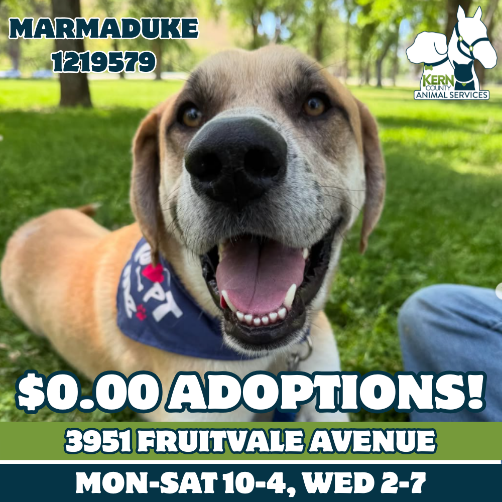 MARMADUKE
1219579
KERN
COUNTY
ANIMAL SERVICES
$0.00 ADOPTIONS!
3951 FRUITVALE AVENUE
MON-SAT 10-4, WED 2-7